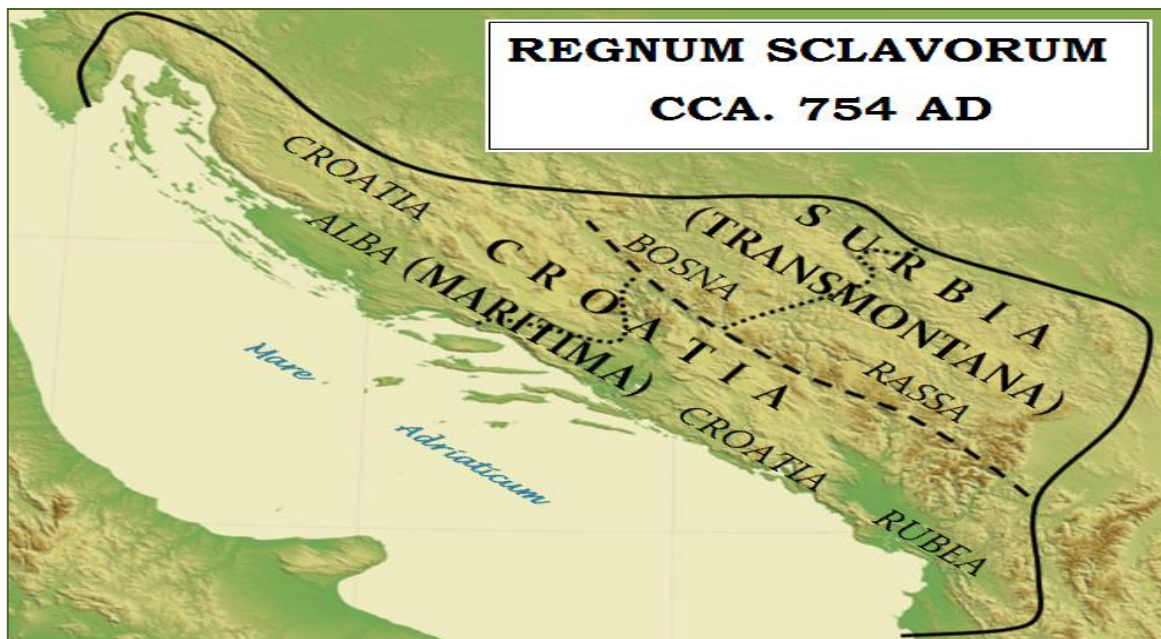 REGNUM SCLAVORUM
CCA. 754 AD
SURBIA
(TRANSMONTANA)
BOSNA
RASSA
CROATIA
ALBA
CROATIA
(MARITIMA)
CROATIA
RUBEA
Mare
Adriaticum